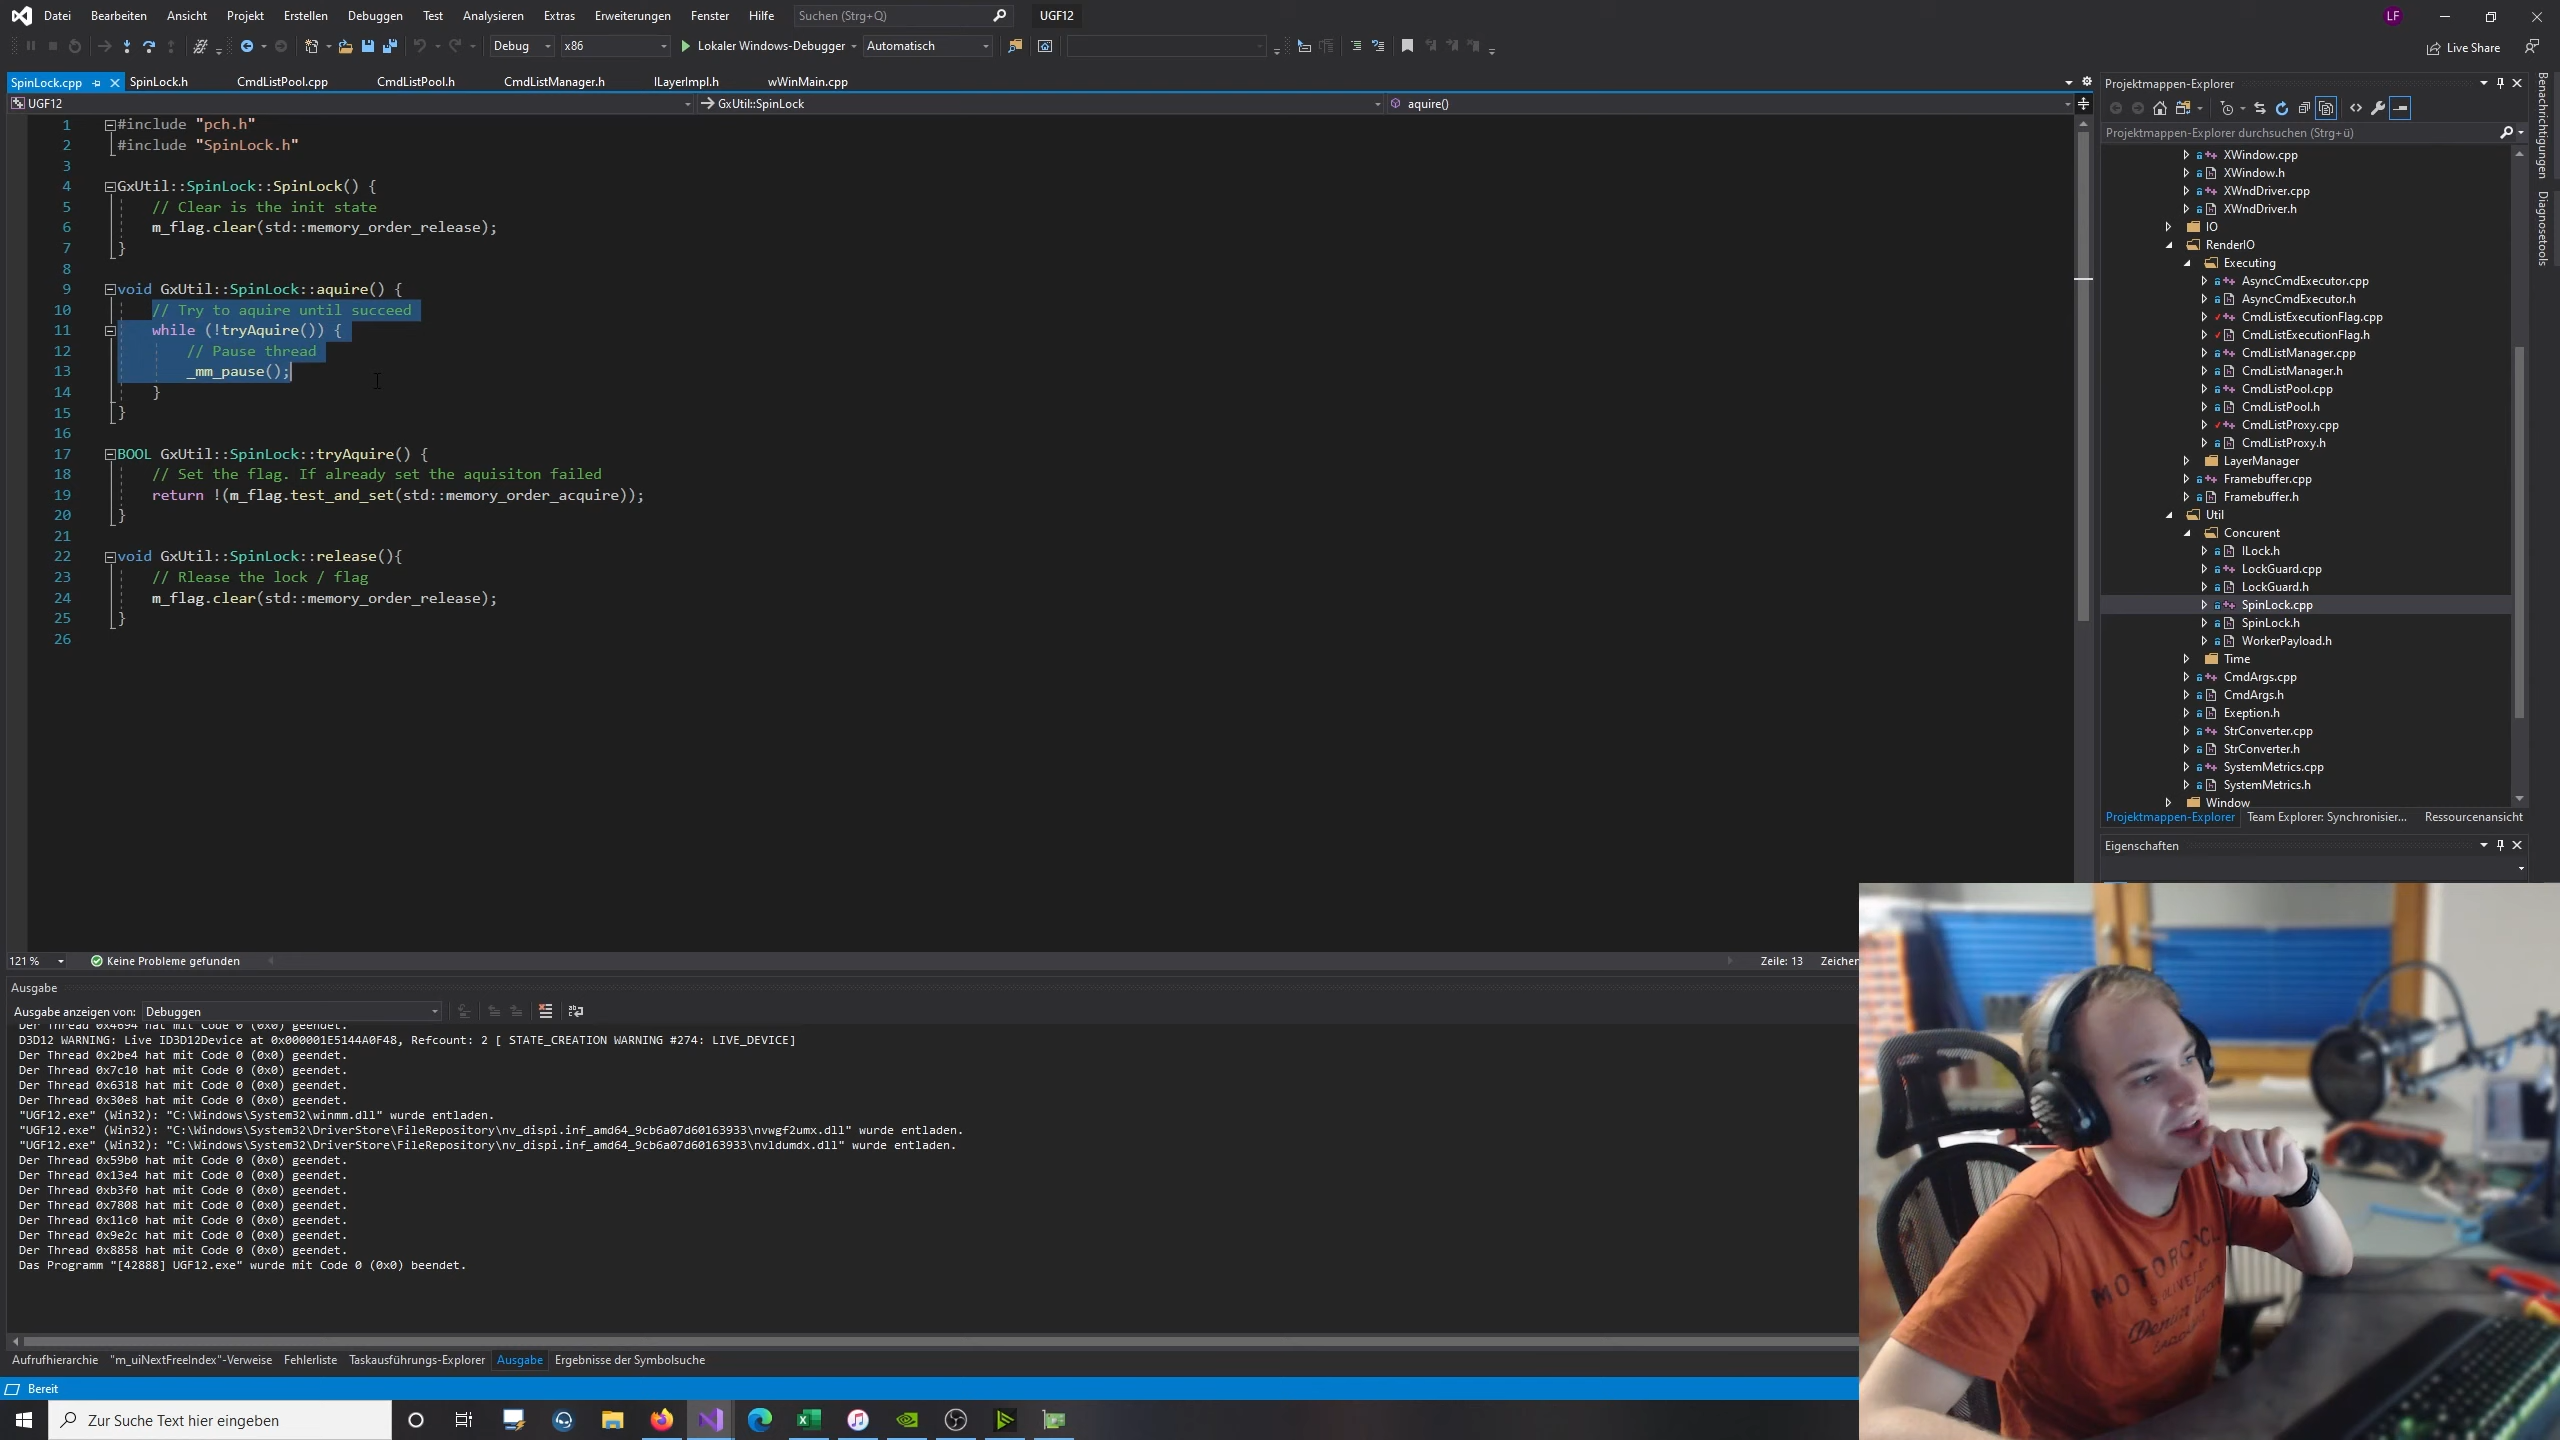 Datei Bearbeiten Ansicht Projekt Erstellen Debuggen Test Analysieren Extras Erweiterungen Fenster Hilfe Suchen (Strg+Q) UGF12 LF
Debug x86 Lokaler Windows-Debugger Automatisch Live Share
SpinLock.cpp SpinLock.h CmdListPool.cpp CmdListPool.h CmdListManager.h ILayerImpl.h wWinMain.cpp
UGF12 GxUtil::SpinLock aquire()
1 #include "pch.h"
2 #include "SpinLock.h"
3
4 GxUtil::SpinLock::SpinLock() {
5 // Clear is the init state
6 m_flag.clear(std::memory_order_release);
7 }
8
9 void GxUtil::SpinLock::aquire() {
10 // Try to aquire until succeed
11 while (!tryAquire()) {
12 // Pause thread
13 _mm_pause();
14 }
15 }
16
17 BOOL GxUtil::SpinLock::tryAquire() {
18 // Set the flag. If already set the aquisiton failed
19 return !(m_flag.test_and_set(std::memory_order_acquire));
20 }
21
22 void GxUtil::SpinLock::release(){
23 // Rlease the lock / flag
24 m_flag.clear(std::memory_order_release);
25 }
26
121 % Keine Probleme gefunden Zeile: 13 Zeichen
Ausgabe
Ausgabe anzeigen von: Debuggen
Der Thread 0x4694 hat mit Code 0 (0x0) geendet.
D3D12 WARNING: Live ID3D12Device at 0x000001E5144A0F48, Refcount: 2 [ STATE_CREATION WARNING #274: LIVE_DEVICE]
Der Thread 0x2be4 hat mit Code 0 (0x0) geendet.
Der Thread 0x7c10 hat mit Code 0 (0x0) geendet.
Der Thread 0x6318 hat mit Code 0 (0x0) geendet.
Der Thread 0x30e8 hat mit Code 0 (0x0) geendet.
"UGF12.exe" (Win32): "C:\Windows\System32\winmm.dll" wurde entladen.
"UGF12.exe" (Win32): "C:\Windows\System32\DriverStore\FileRepository\nv_dispi.inf_amd64_9cb6a07d60163933\nvwgf2umx.dll" wurde entladen.
"UGF12.exe" (Win32): "C:\Windows\System32\DriverStore\FileRepository\nv_dispi.inf_amd64_9cb6a07d60163933\nvldumdx.dll" wurde entladen.
Der Thread 0x59b0 hat mit Code 0 (0x0) geendet.
Der Thread 0x13e4 hat mit Code 0 (0x0) geendet.
Der Thread 0xb3f0 hat mit Code 0 (0x0) geendet.
Der Thread 0x7808 hat mit Code 0 (0x0) geendet.
Der Thread 0x11c0 hat mit Code 0 (0x0) geendet.
Der Thread 0x9e2c hat mit Code 0 (0x0) geendet.
Der Thread 0x8858 hat mit Code 0 (0x0) geendet.
Das Programm "[42888] UGF12.exe" wurde mit Code 0 (0x0) beendet.
Aufrufhierarchie "m_uiNextFreeIndex"-Verweise Fehlerliste Taskausführungs-Explorer Ausgabe Ergebnisse der Symbolsuche
Bereit
Zur Suche Text hier eingeben
Projektmappen-Explorer
Projektmappen-Explorer durchsuchen (Strg+ü)
XWindow.cpp
XWindow.h
XWndDriver.cpp
XWndDriver.h
IO
RenderIO
Executing
AsyncCmdExecutor.cpp
AsyncCmdExecutor.h
CmdListExecutionFlag.cpp
CmdListExecutionFlag.h
CmdListManager.cpp
CmdListManager.h
CmdListPool.cpp
CmdListPool.h
CmdListProxy.cpp
CmdListProxy.h
LayerManager
Framebuffer.cpp
Framebuffer.h
Util
Concurent
ILock.h
LockGuard.cpp
LockGuard.h
SpinLock.cpp
SpinLock.h
WorkerPayload.h
Time
CmdArgs.cpp
CmdArgs.h
Exeption.h
StrConverter.cpp
StrConverter.h
SystemMetrics.cpp
SystemMetrics.h
Window
Projektmappen-Explorer Team Explorer: Synchronisier... Ressourcenansicht
Eigenschaften
Benachrichtigungen
Diagnosetools
MOTORCYCL